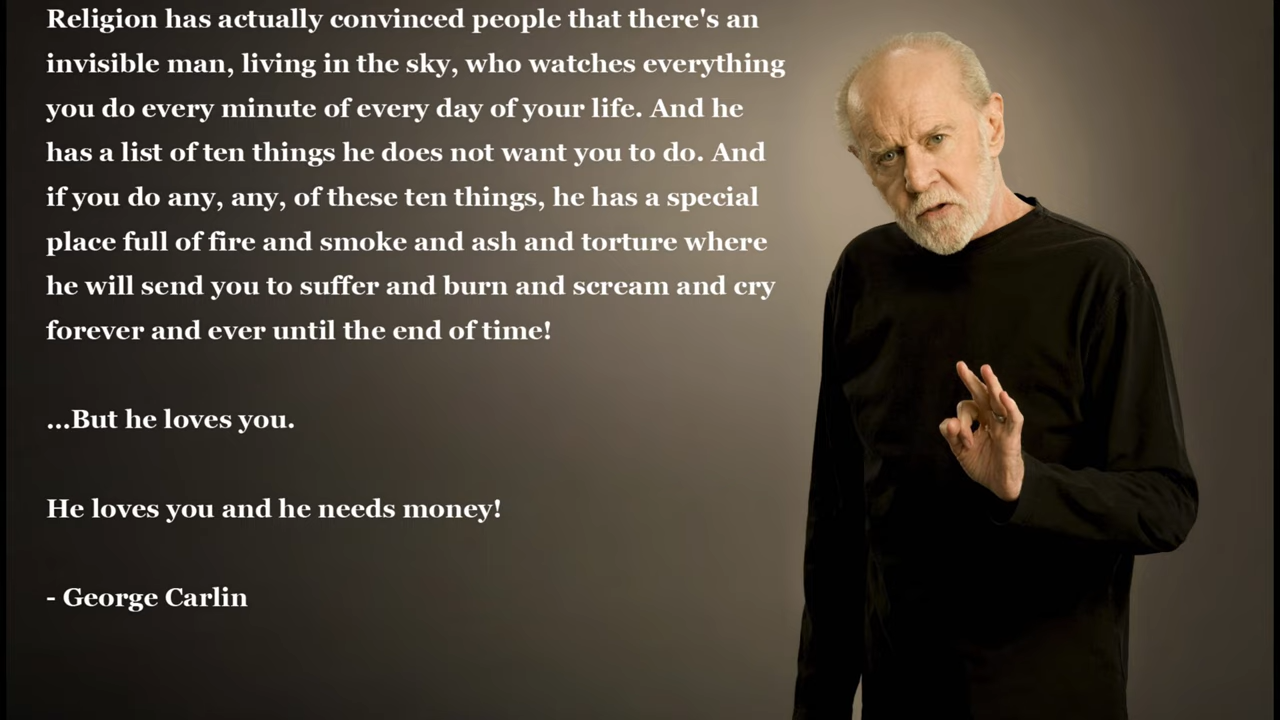 Religion has actually convinced people that there's an
invisible man, living in the sky, who watches everything
you do every minute of every day of your life. And he
has a list of ten things he does not want you to do. And
if you do any, any, of these ten things, he has a special
place full of fire and smoke and ash and torture where
he will send you to suffer and burn and scream and cry
forever and ever until the end of time!
...But he loves you.
He loves you and he needs money!
- George Carlin